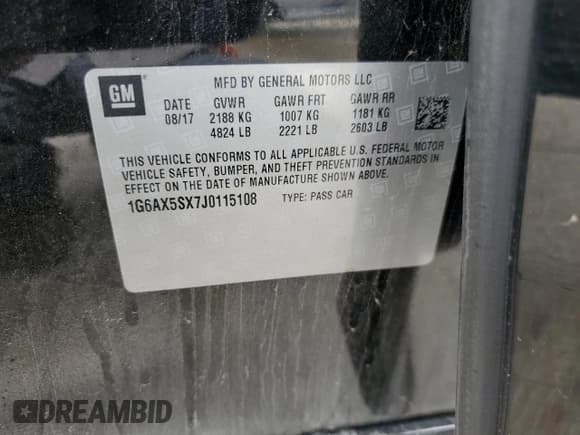 GM
MFD BY GENERAL MOTORS LLC
DATE GVWR GAWR FRT GAWR RR
08/17 2188 KG 1007 KG 1181 KG
4824 LB 2221 LB 2603 LB
THIS VEHICLE CONFORMS TO ALL APPLICABLE U.S. FEDERAL MOTOR
VEHICLE SAFETY, BUMPER, AND THEFT PREVENTION STANDARDS IN
EFFECT ON THE DATE OF MANUFACTURE SHOWN ABOVE.
1G6AX5SX7J0115108 TYPE: PASS CAR
DREAMBID